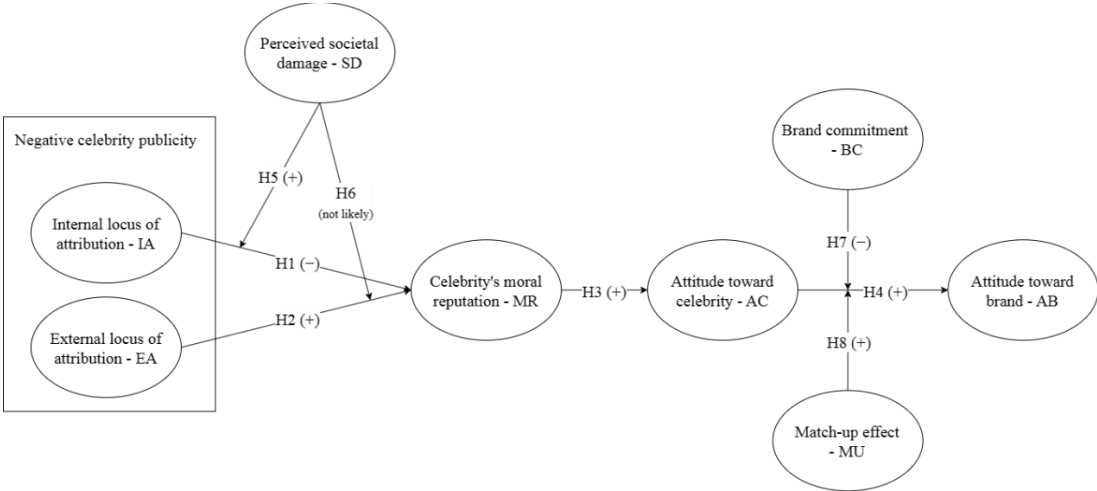 Perceived societal
damage - SD
Negative celebrity publicity
Brand commitment
- BC
H5 (+)
H6
(not likely)
Internal locus of
attribution - IA
H7 (−)
H1 (−)
Celebrity's moral
reputation - MR
H3 (+)
Attitude toward
celebrity - AC
H4 (+)
Attitude toward
brand - AB
H2 (+)
External locus of
attribution - EA
H8 (+)
Match-up effect
- MU